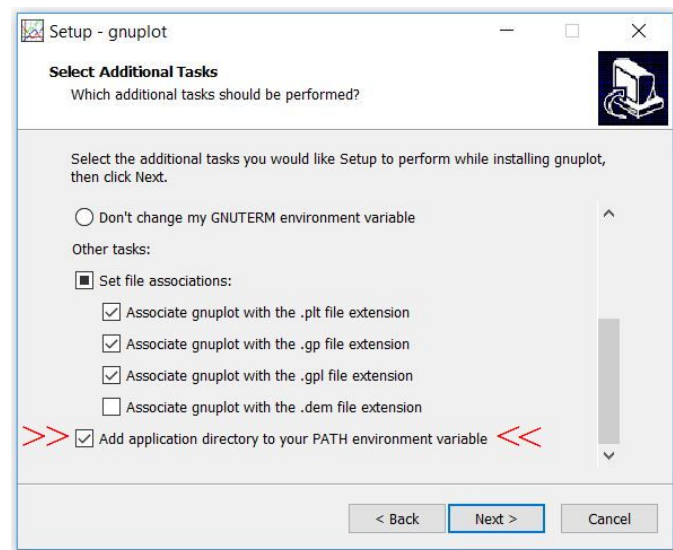 Setup - gnuplot
Select Additional Tasks
Which additional tasks should be performed?
Select the additional tasks you would like Setup to perform while installing gnuplot,
then click Next.
Don't change my GNUTERM environment variable
Other tasks:
Set file associations:
Associate gnuplot with the .plt file extension
Associate gnuplot with the .gp file extension
Associate gnuplot with the .gpl file extension
Associate gnuplot with the .dem file extension
>> Add application directory to your PATH environment variable <<
< Back Next > Cancel